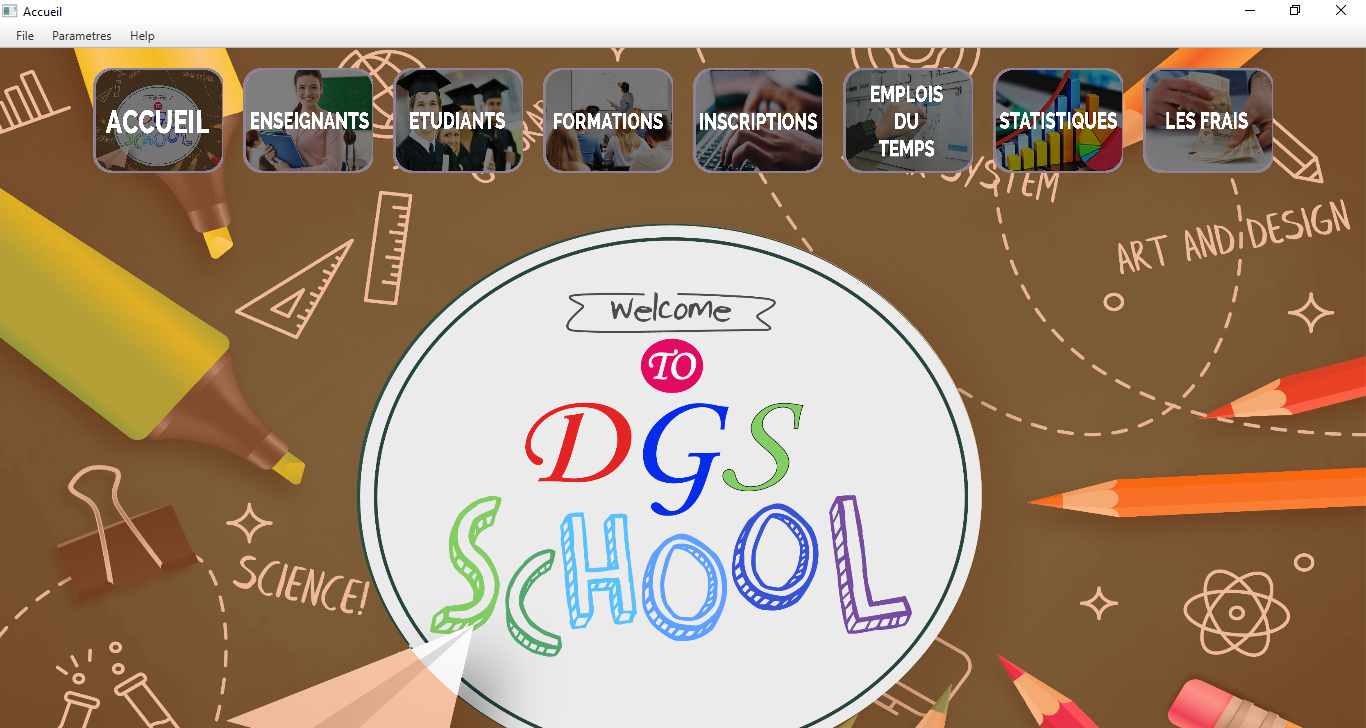 Accueil
File Parametres Help
ACCUEIL
ENSEIGNANTS
ETUDIANTS
FORMATIONS
INSCRIPTIONS
EMPLOIS
DU
TEMPS
STATISTIQUES
LES FRAIS
SYSTEM
ART AND DESIGN
Welcome
TO
DGS
SCHOOL
SCIENCE!